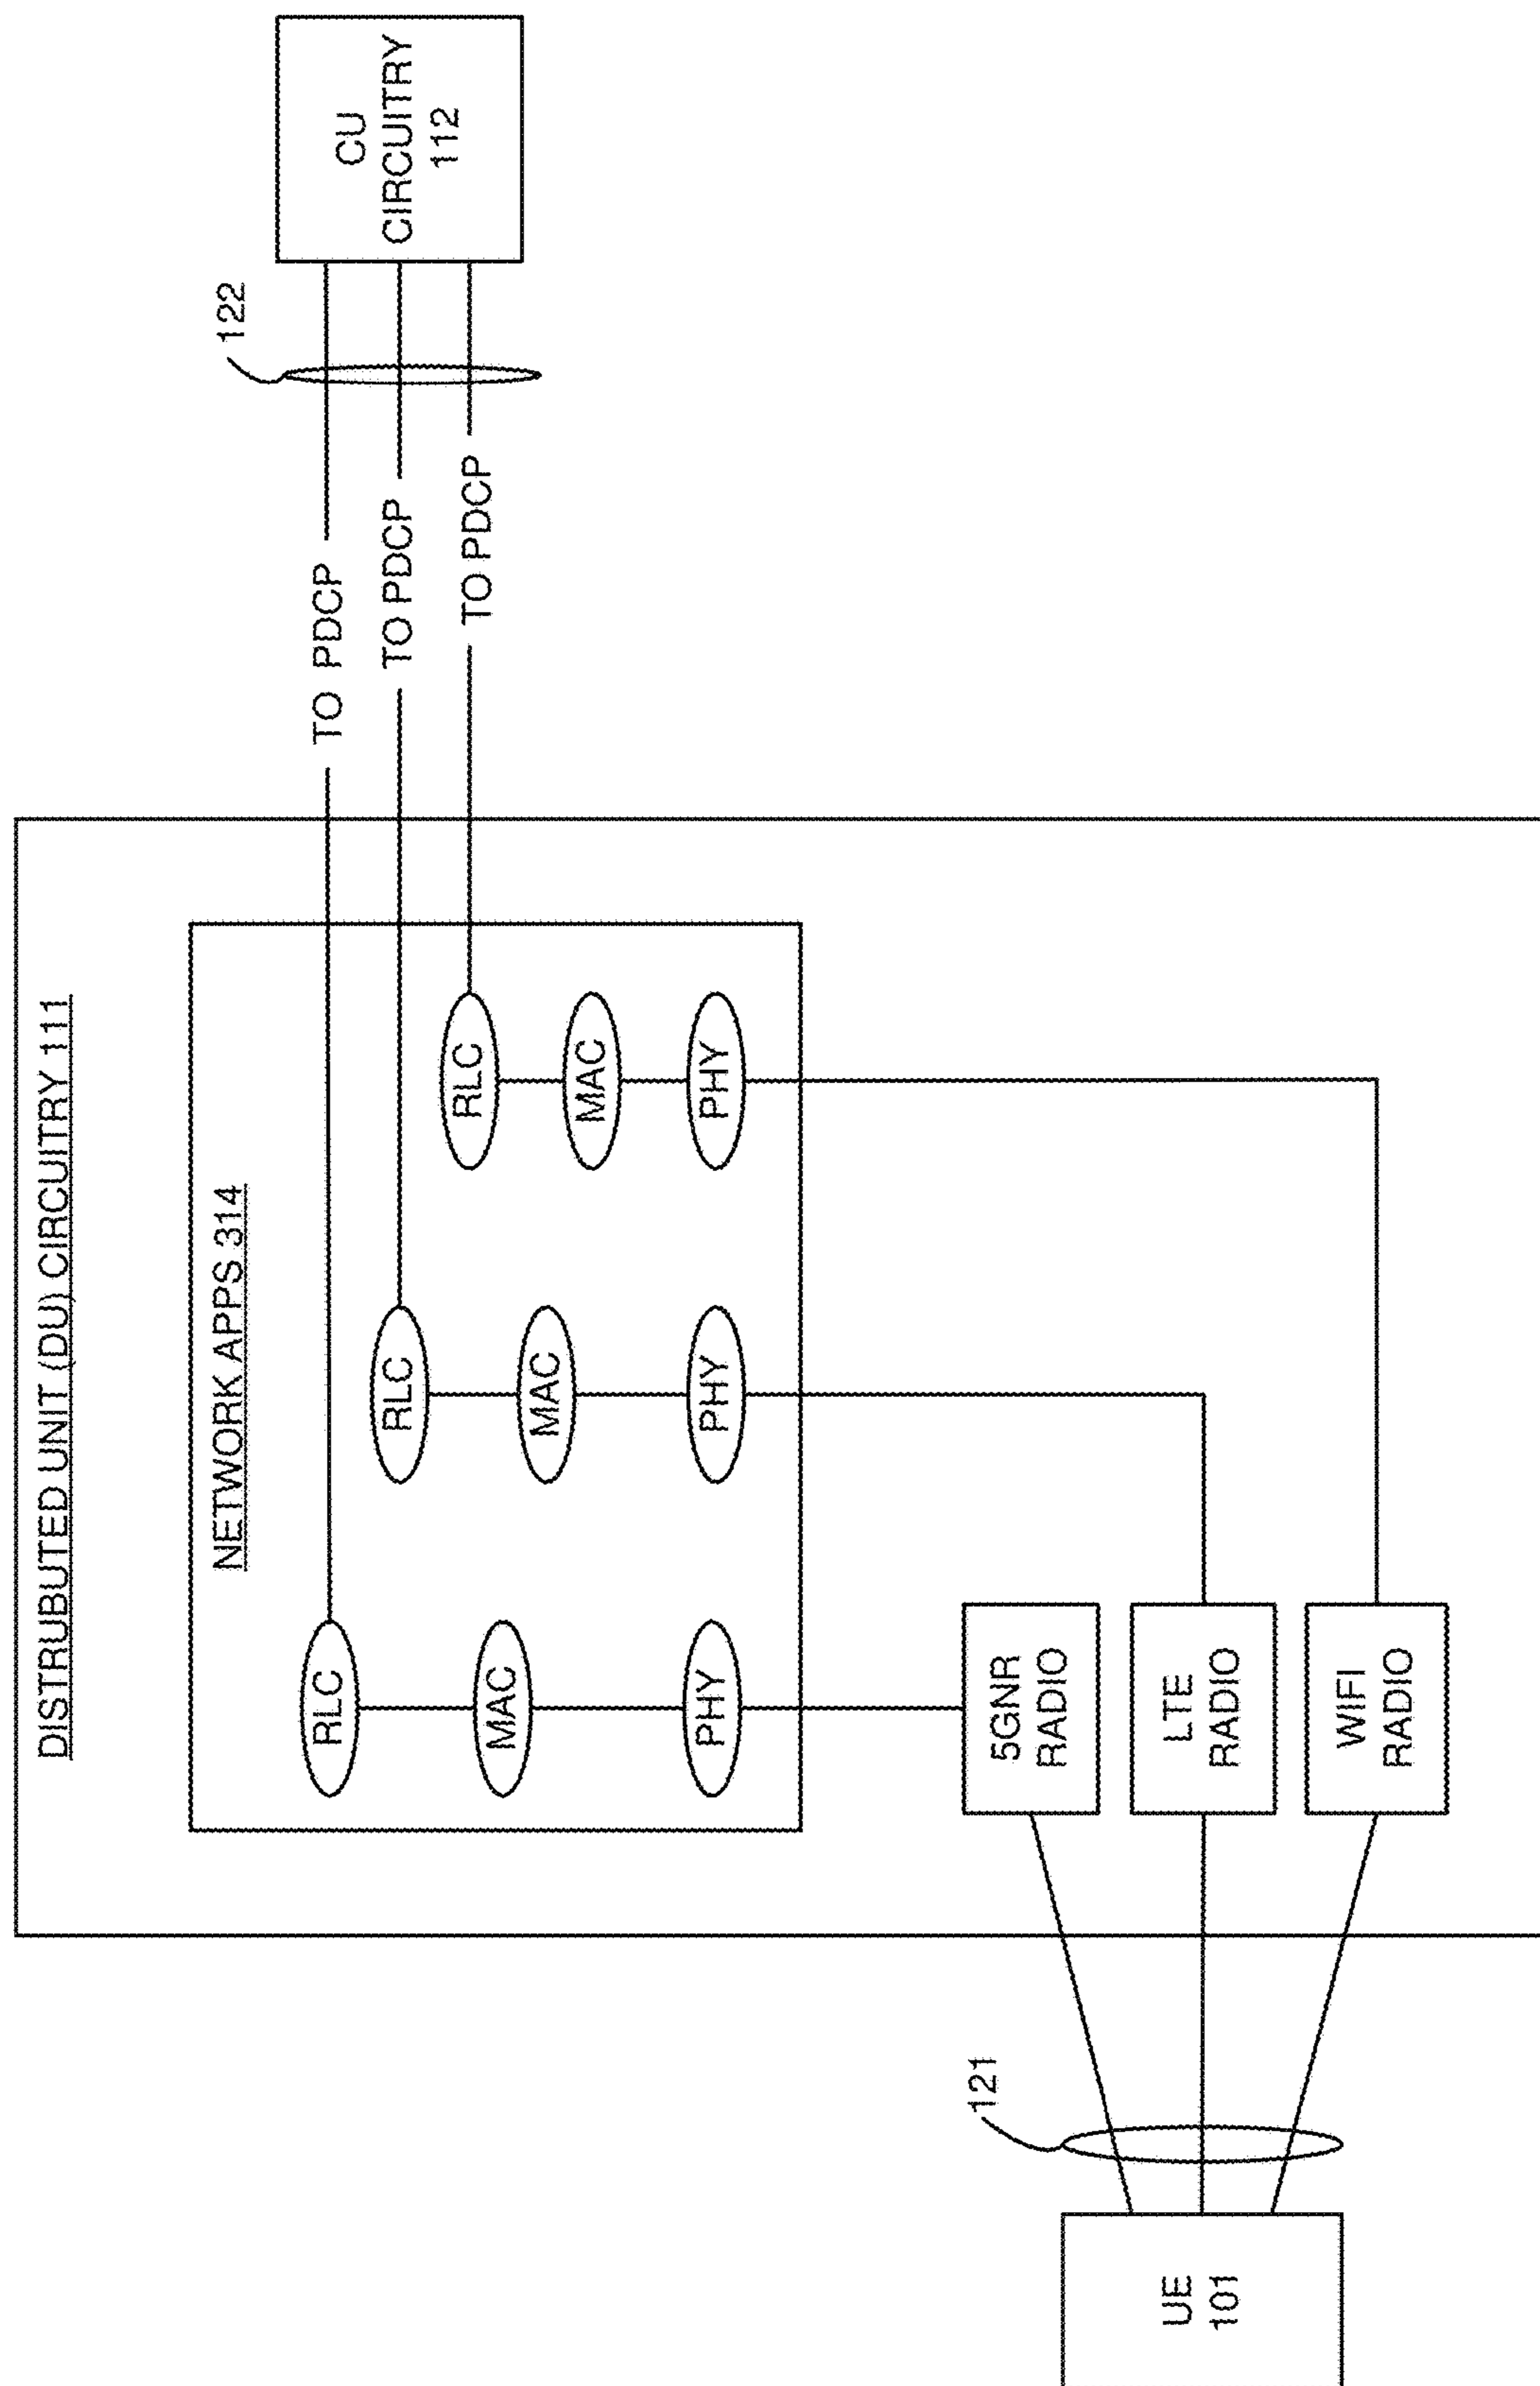 DISTRUBUTED UNIT (DU) CIRCUITRY 111
NETWORK APPS 314
RLC
MAC
PHY
RLC
MAC
PHY
RLC
MAC
PHY
TO PDCP
TO PDCP
TO PDCP
122
CU
CIRCUITRY
112
5GNR
RADIO
LTE
RADIO
WIFI
RADIO
121
UE
101